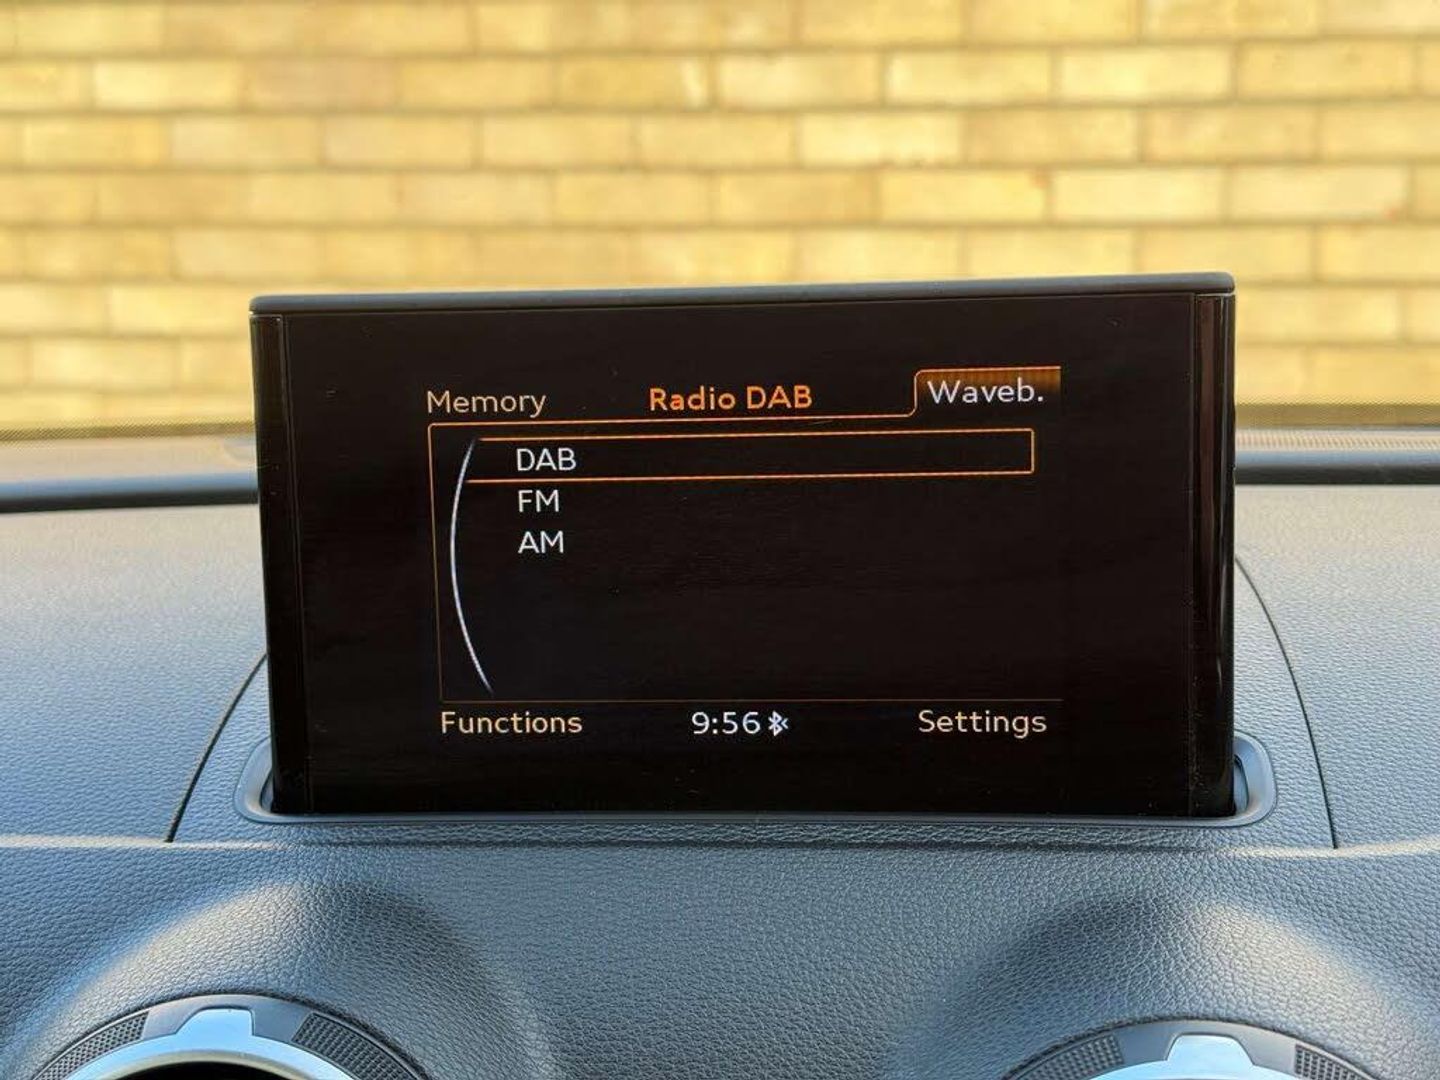 Memory Radio DAB Waveb.
DAB
FM
AM
Functions 9:56 Settings